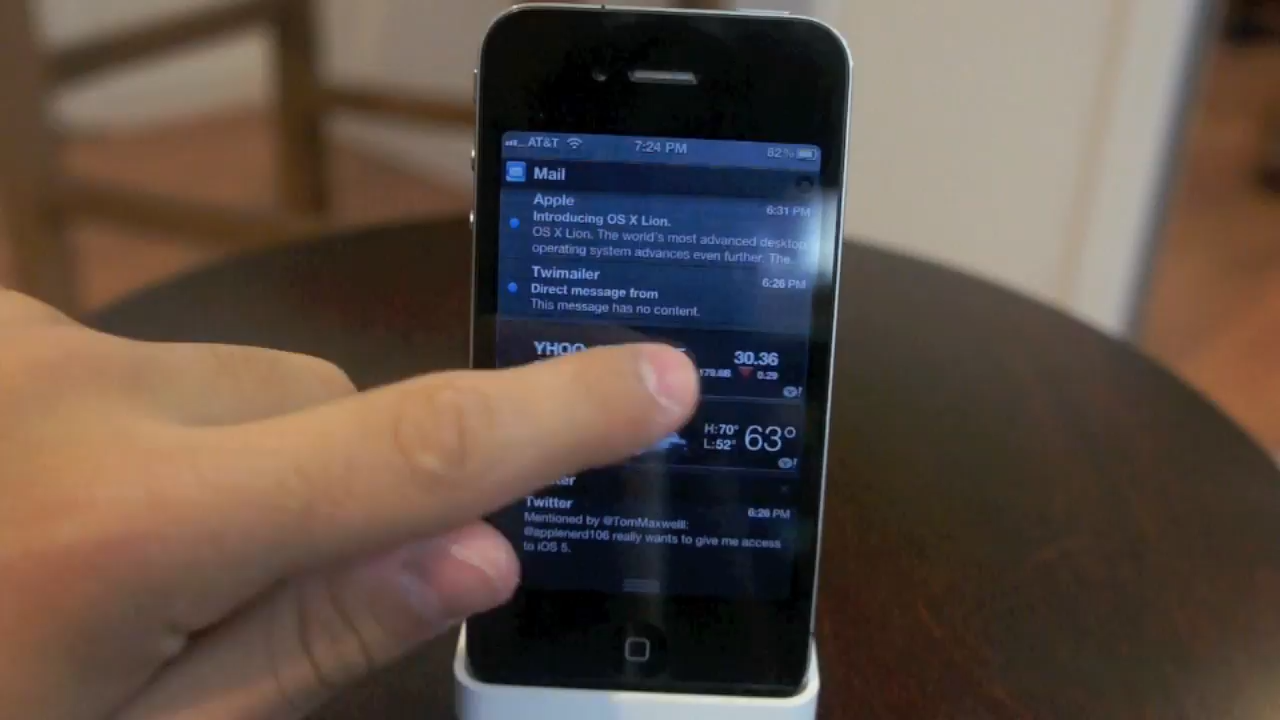 AT&T 7:24 PM 62%
Mail
Apple 6:31 PM
Introducing OS X Lion.
OS X Lion. The world's most advanced desktop
operating system advances even further. The...
Twimailer 6:26 PM
Direct message from
This message has no content.
YHOO 30.36
0.29
H:70° 63°
L:52°
Twitter 6:26 PM
Mentioned by @TomMaxwelll:
@applenerd106 really wants to give me access
to iOS 5.